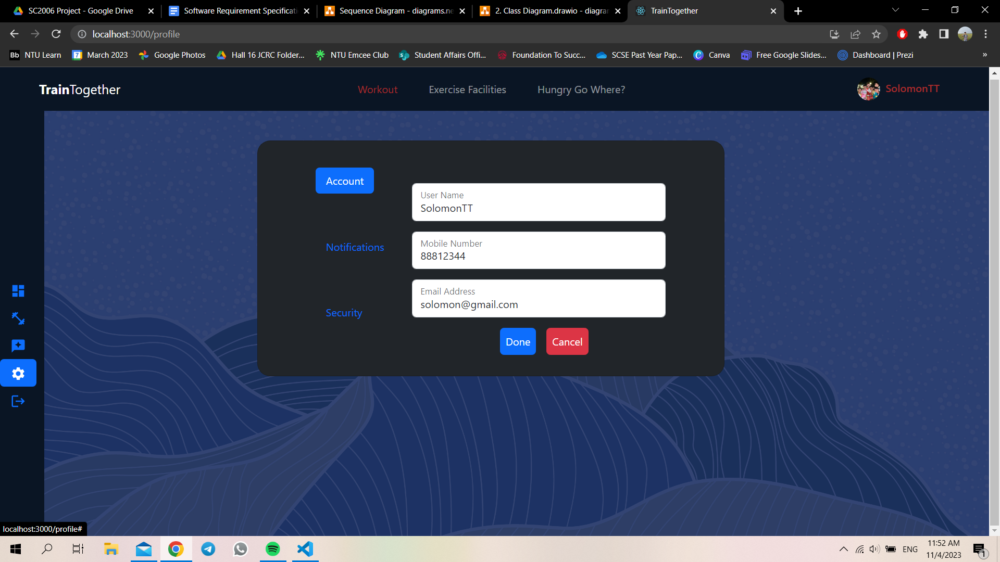 SC2006 Project - Google Drive
Software Requirement Specificati
Sequence Diagram - diagrams.ne
2. Class Diagram.drawio - diagra
TrainTogether
localhost:3000/profile
Bb NTU Learn
7 March 2023
Google Photos
Hall 16 JCRC Folder...
NTU Emcee Club
Student Affairs Offi...
Foundation To Succ...
SCSE Past Year Pap...
Canva
Free Google Slides...
Dashboard | Prezi
»
TrainTogether
Workout
Exercise Facilities
Hungry Go Where?
SolomonTT
Account
User Name
SolomonTT
Notifications
Mobile Number
88812344
Security
Email Address
solomon@gmail.com
Done
Cancel
localhost:3000/profile#
ENG
11:52 AM
11/4/2023
1